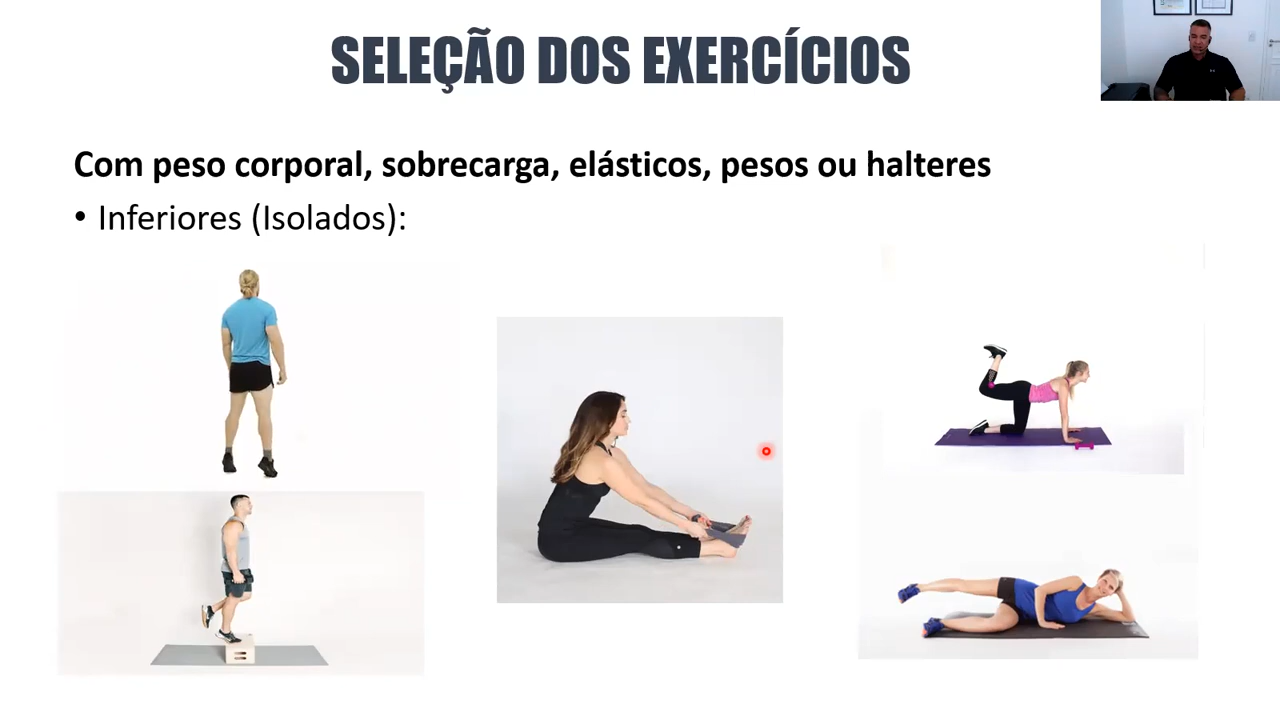 SELEÇÃO DOS EXERCÍCIOS
Com peso corporal, sobrecarga, elásticos, pesos ou halteres
• Inferiores (Isolados):